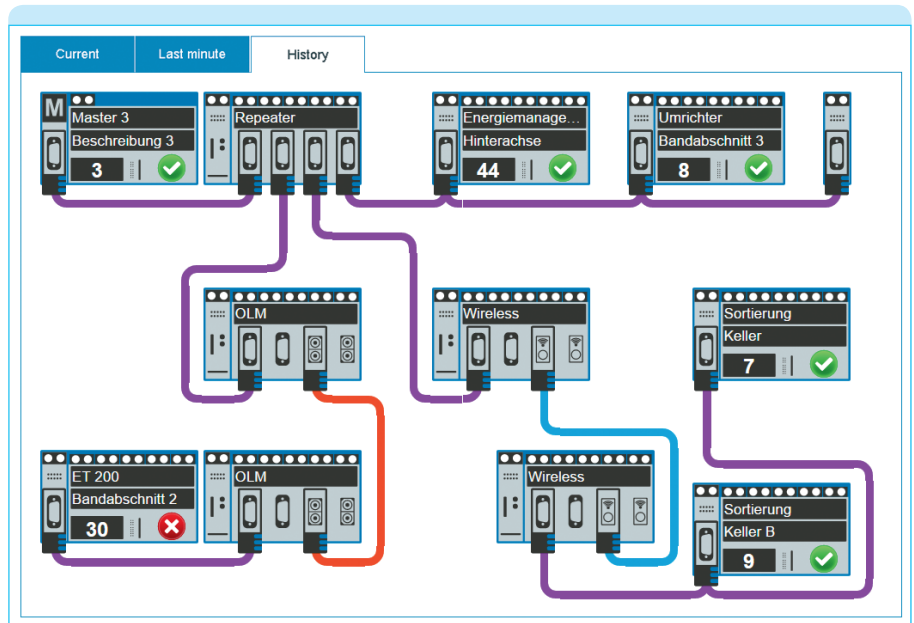 Current
Last minute
History
M
Master 3
Beschreibung 3
3
Repeater
Energiemanage...
Hinterachse
44
Umrichter
Bandabschnitt 3
8
OLM
Wireless
Sortierung
Keller
7
ET 200
Bandabschnitt 2
30
OLM
Wireless
Sortierung
Keller B
9